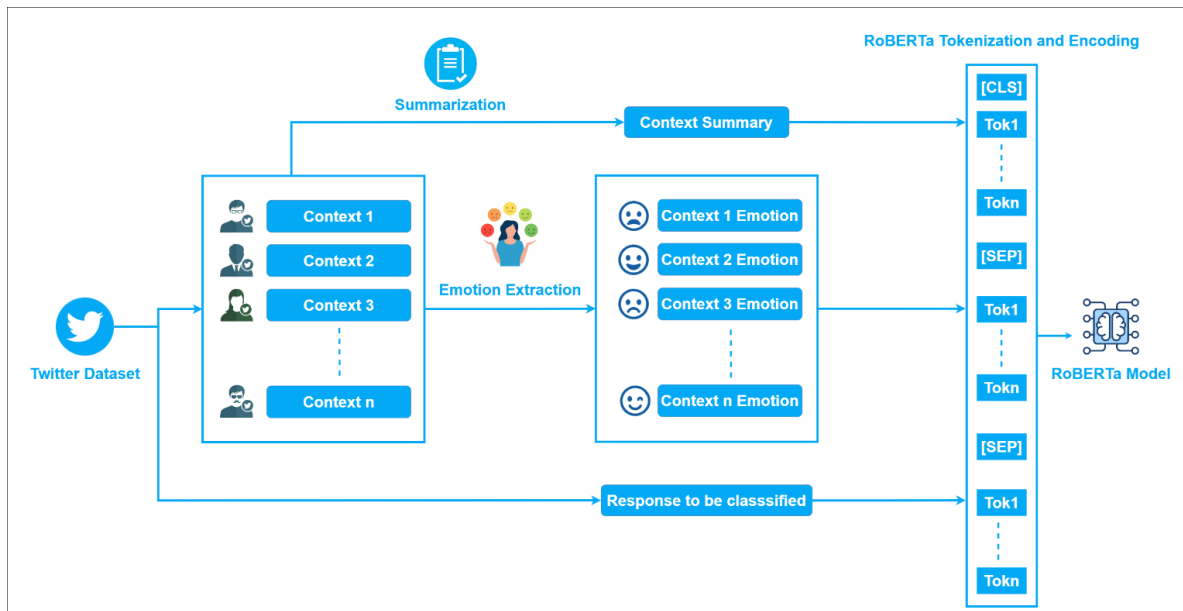 RoBERTa Tokenization and Encoding
Summarization
Context Summary
[CLS]
Tok1
Tokn
[SEP]
Context 1
Context 2
Context 3
Context n
Emotion Extraction
Context 1 Emotion
Context 2 Emotion
Context 3 Emotion
Context n Emotion
Tok1
Tokn
[SEP]
Twitter Dataset
RoBERTa Model
Response to be classsified
Tok1
Tokn